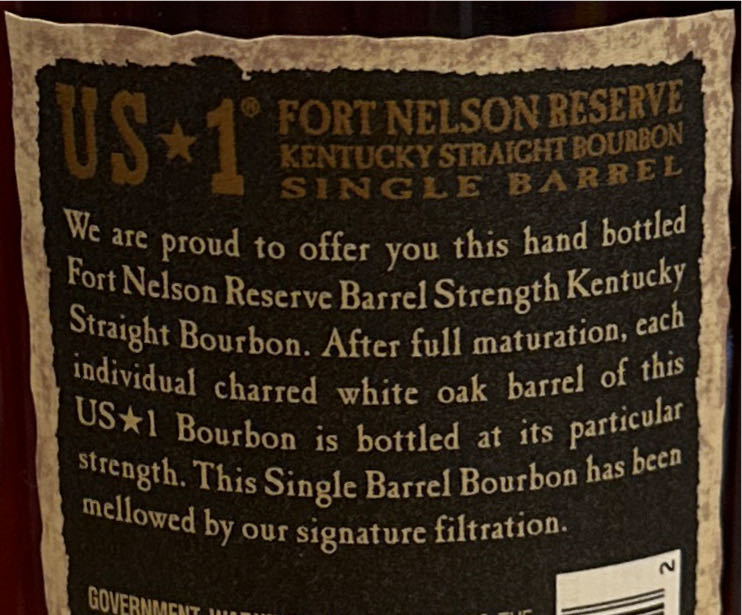 US★1® FORT NELSON RESERVE
KENTUCKY STRAIGHT BOURBON
SINGLE BARREL
We are proud to offer you this hand bottled
Fort Nelson Reserve Barrel Strength Kentucky
Straight Bourbon. After full maturation, each
individual charred white oak barrel of this
US★1 Bourbon is bottled at its particular
strength. This Single Barrel Bourbon has been
mellowed by our signature filtration.
GOVERNMENT
2